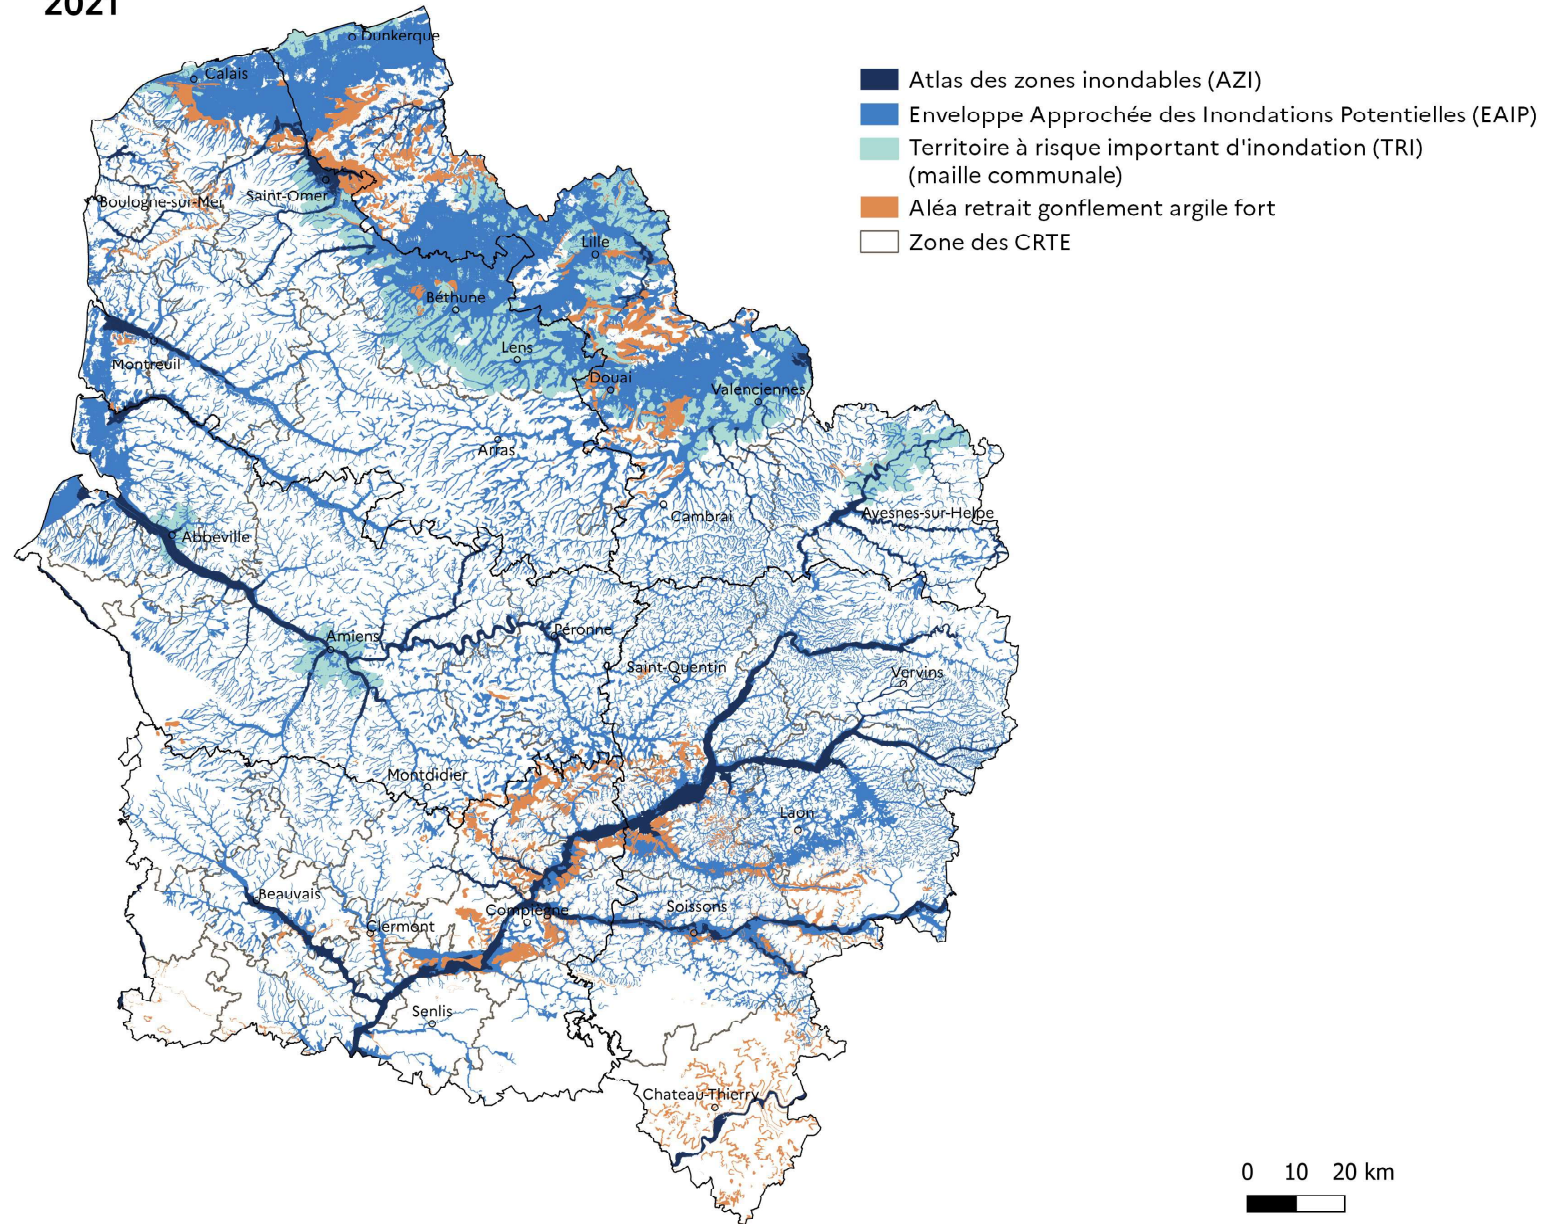 2021
Dunkerque
Calais
Atlas des zones inondables (AZI)
Enveloppe Approchée des Inondations Potentielles (EAIP)
Territoire à risque important d'inondation (TRI)
(maille communale)
Aléa retrait gonflement argile fort
Zone des CRTE
Boulogne-sur-Mer
Saint-Omer
Lille
Béthune
Lens
Montreuil
Douai
Valenciennes
Arras
Cambrai
Avesnes-sur-Helpe
Abbeville
Amiens
Péronne
Saint-Quentin
Vervins
Montdidier
Laon
Beauvais
Clermont
Compiègne
Soissons
Senlis
Chateau-Thierry
0 10 20 km